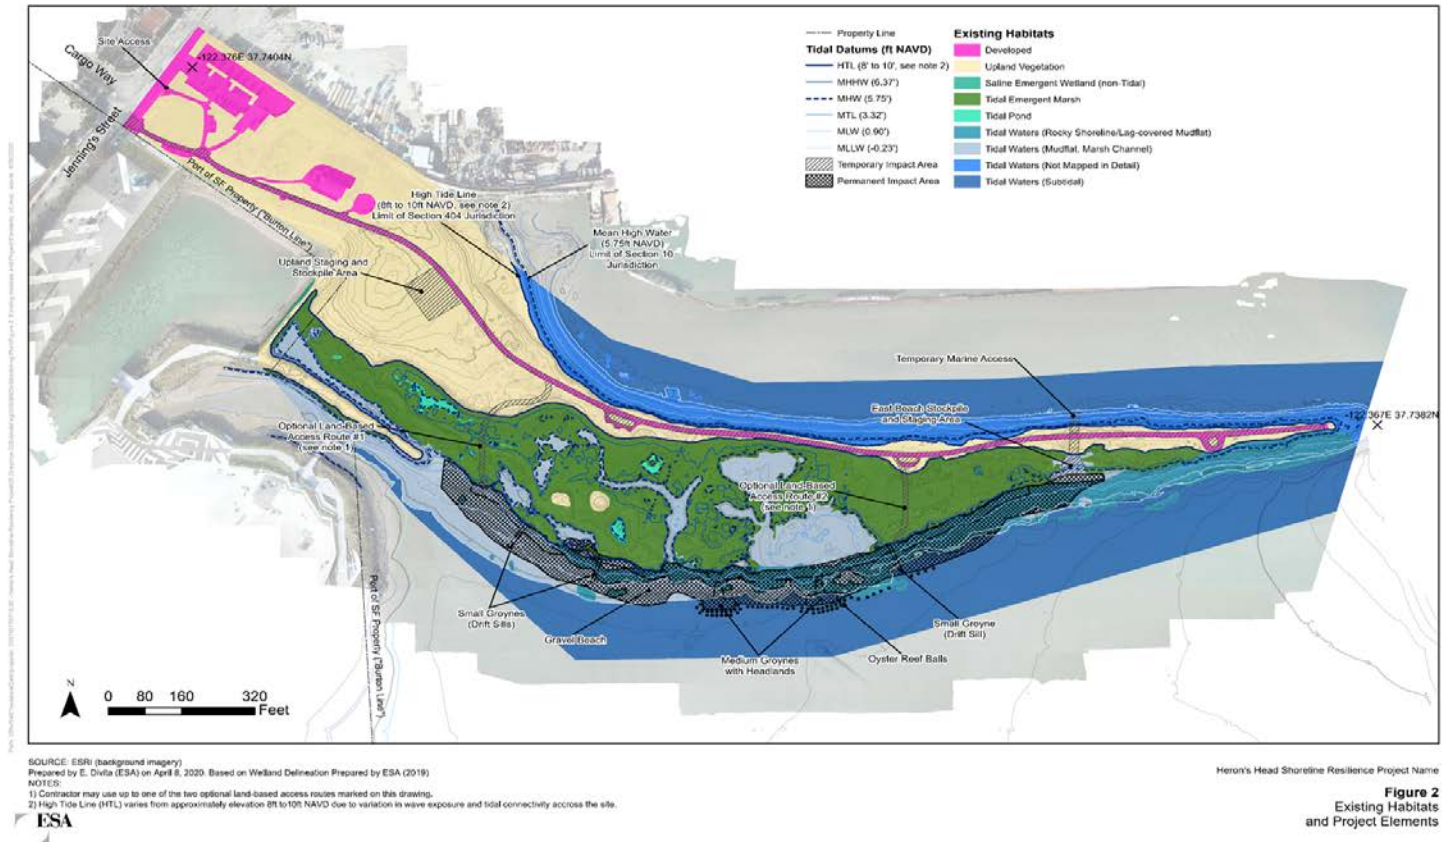 Site Access
-122.376E 37.7404N
Cargo Way
Jenning's Street
Port of SF Property ("Burton Line")
High Tide Line
(8ft to 10ft NAVD, see note 2)
Limit of Section 404 Jurisdiction
Mean High Water
(5.75ft NAVD)
Limit of Section 10
Jurisdiction
Upland Staging and
Stockpile Area
Property Line
Tidal Datums (ft NAVD)
HTL (8' to 10', see note 2)
MHHW (6.37')
MHW (5.75')
MTL (3.32')
MLW (0.90')
MLLW (-0.23')
Temporary Impact Area
Permanent Impact Area
Existing Habitats
Developed
Upland Vegetation
Saline Emergent Wetland (non-Tidal)
Tidal Emergent Marsh
Tidal Pond
Tidal Waters (Rocky Shoreline/Lag-covered Mudflat)
Tidal Waters (Mudflat, Marsh Channel)
Tidal Waters (Not Mapped in Detail)
Tidal Waters (Subtidal)
Temporary Marine Access
East Beach Stockpile
and Staging Area
-122.367E 37.7382N
Optional Land-Based
Access Route #1
(see note 1)
Optional Land-Based
Access Route #2
(see note 1)
Small Groynes
(Drift Sills)
Gravel Beach
Medium Groynes
with Headlands
Oyster Reef Balls
Small Groyne
(Drift Sill)
Port of SF Property ("Burton Line")
N
0 80 160 320
Feet
SOURCE: ESRI (background imagery)
Prepared by E. Divita (ESA) on April 8, 2020. Based on Welland Delineation Prepared by ESA (2019)
NOTES:
1) Contractor may use up to one of the two optional land-based access routes marked on this drawing.
2) High Tide Line (HTL) varies from approximately elevation 8ft to10ft NAVD due to variation in wave exposure and tidal connectivity accross the site.
ESA
Heron's Head Shoreline Resilience Project Name
Figure 2
Existing Habitats
and Project Elements